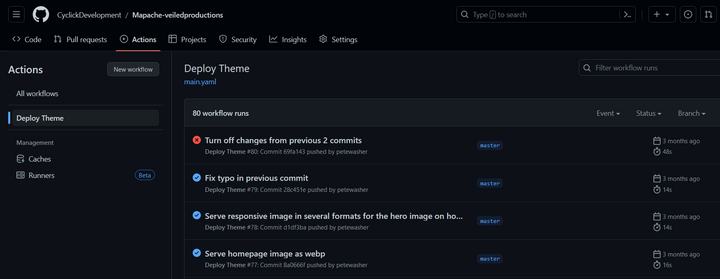 CyclickDevelopment / Mapache-veiledproductions
Type / to search
Code Pull requests Actions Projects Security Insights Settings
Actions
New workflow
All workflows
Deploy Theme
Management
Caches
Runners Beta
Deploy Theme
main.yaml
Filter workflow runs
80 workflow runs
Event Status Branch
Turn off changes from previous 2 commits
master
3 months ago
Deploy Theme #80: Commit 69fa143 pushed by petewasher
48s
Fix typo in previous commit
master
3 months ago
Deploy Theme #79: Commit 28c451e pushed by petewasher
14s
Serve responsive image in several formats for the hero image on ho...
master
3 months ago
Deploy Theme #78: Commit d1df3ba pushed by petewasher
14s
Serve homepage image as webp
master
3 months ago
Deploy Theme #77: Commit 8a0666f pushed by petewasher
16s